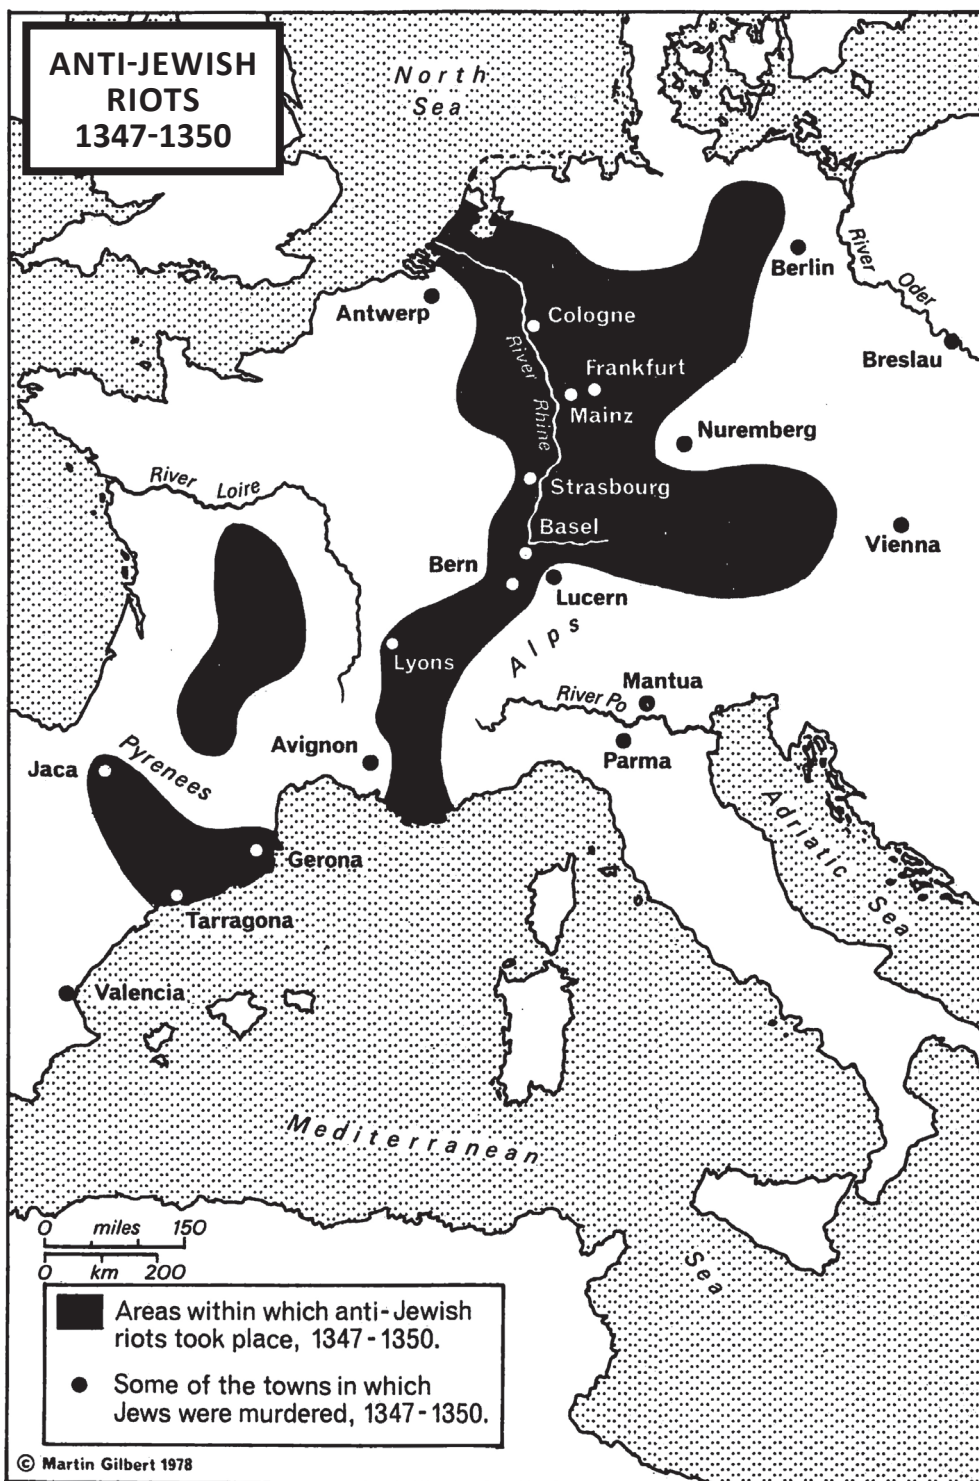 ANTI-JEWISH
RIOTS
1347-1350
North
Sea
Berlin
River
Oder
Antwerp
Cologne
Breslau
River
Rhine
Frankfurt
Mainz
Nuremberg
River Loire
Strasbourg
Basel
Vienna
Bern
Lucern
Lyons
Alps
Mantua
River Po
Avignon
Parma
Jaca
Pyrenees
Adriatic
Sea
Gerona
Tarragona
Valencia
Mediterranean
Sea
0 miles 150
0 km 200
Areas within which anti-Jewish
riots took place, 1347-1350.
Some of the towns in which
Jews were murdered, 1347-1350.
© Martin Gilbert 1978